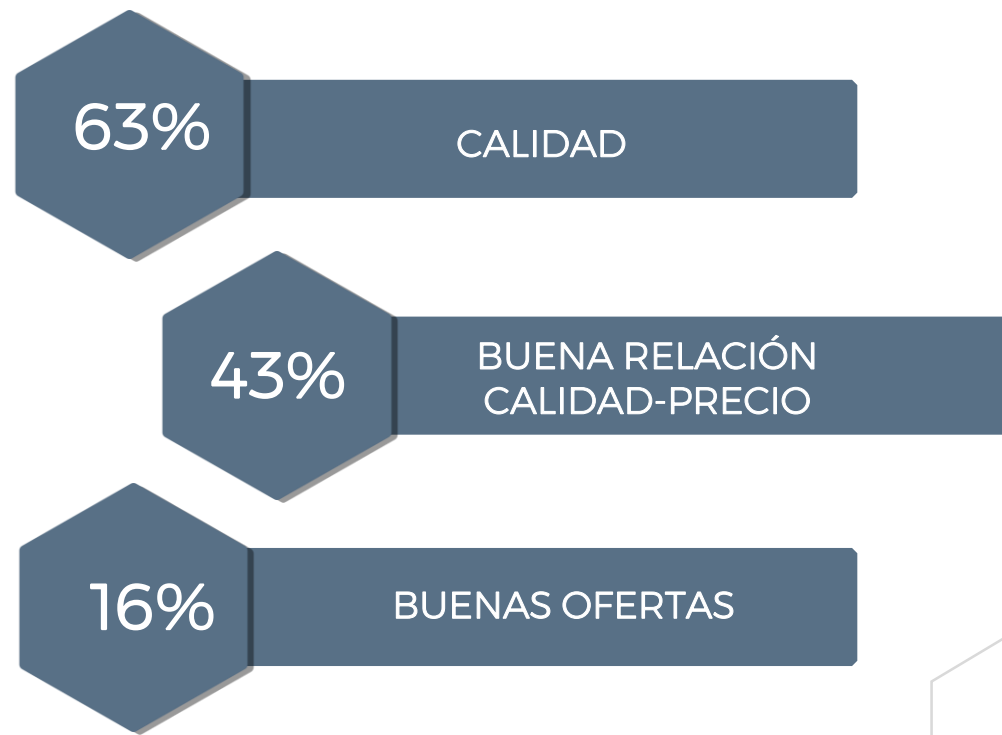 63%
CALIDAD
43%
BUENA RELACIÓN
CALIDAD-PRECIO
16%
BUENAS OFERTAS